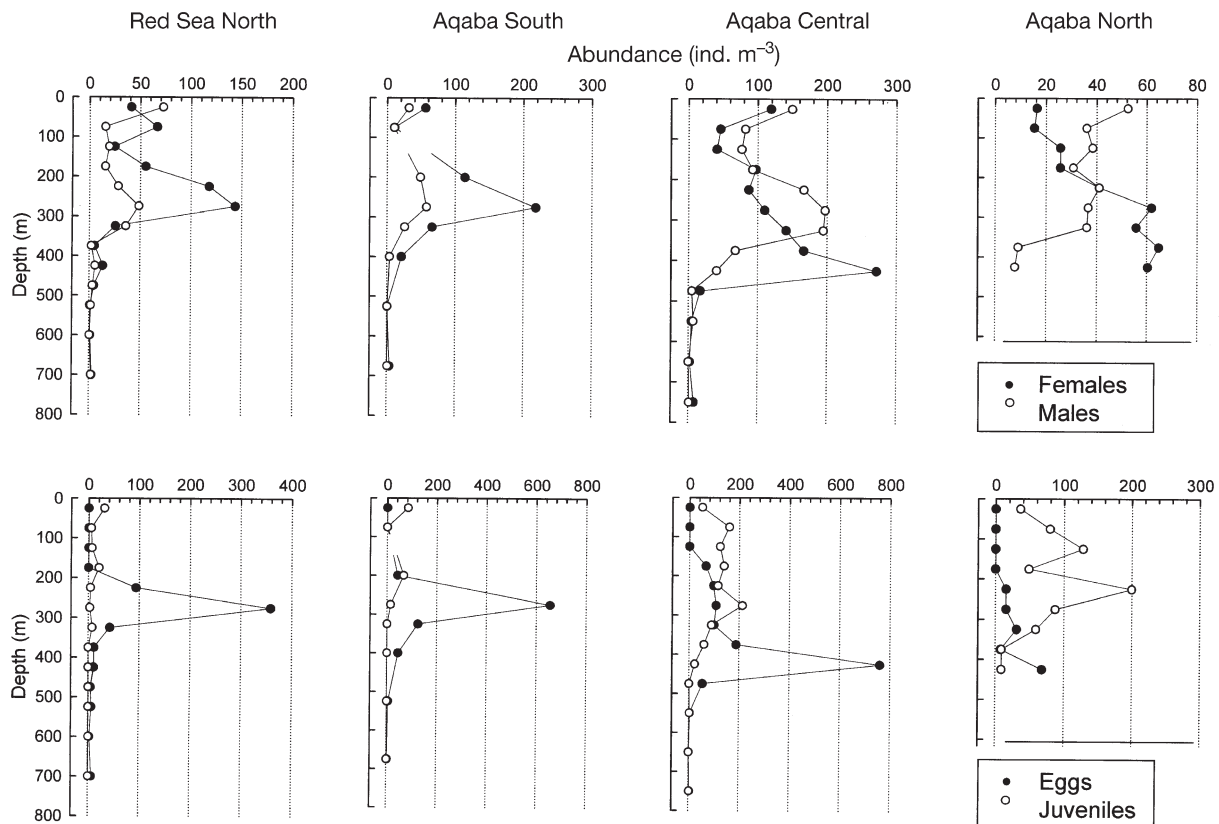 Red Sea North Aqaba South Aqaba Central Aqaba North
Abundance (ind. m⁻³)
0 50 100 150 200 0 100 200 300 0 100 200 300 0 20 40 60 80
0
100
200
300
400
500
600
700
800
Depth (m)
Females
Males
0 100 200 300 400 0 200 400 600 800 0 200 400 600 800 0 100 200 300
0
100
200
300
400
500
600
700
800
Depth (m)
Eggs
Juveniles